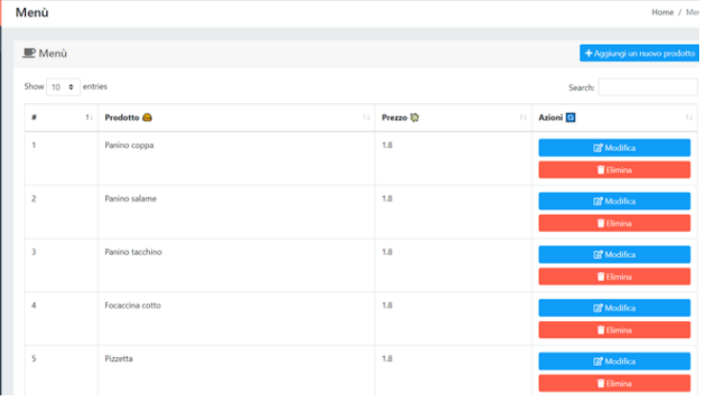 Menù
Home / Me
Menù
Aggiungi un nuovo prodotto
Show 10 entries
Search:
# Prodotto Prezzo Azioni
1 Panino coppa 1.8 Modifica
Elimina
2 Panino salame 1.8 Modifica
Elimina
3 Panino tacchino 1.8 Modifica
Elimina
4 Focaccina cotto 1.8 Modifica
Elimina
5 Pizzetta 1.8 Modifica
Elimina